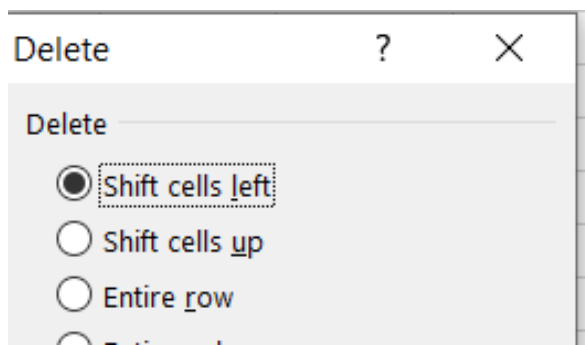 Delete ?
Delete
Shift cells left
Shift cells up
Entire row